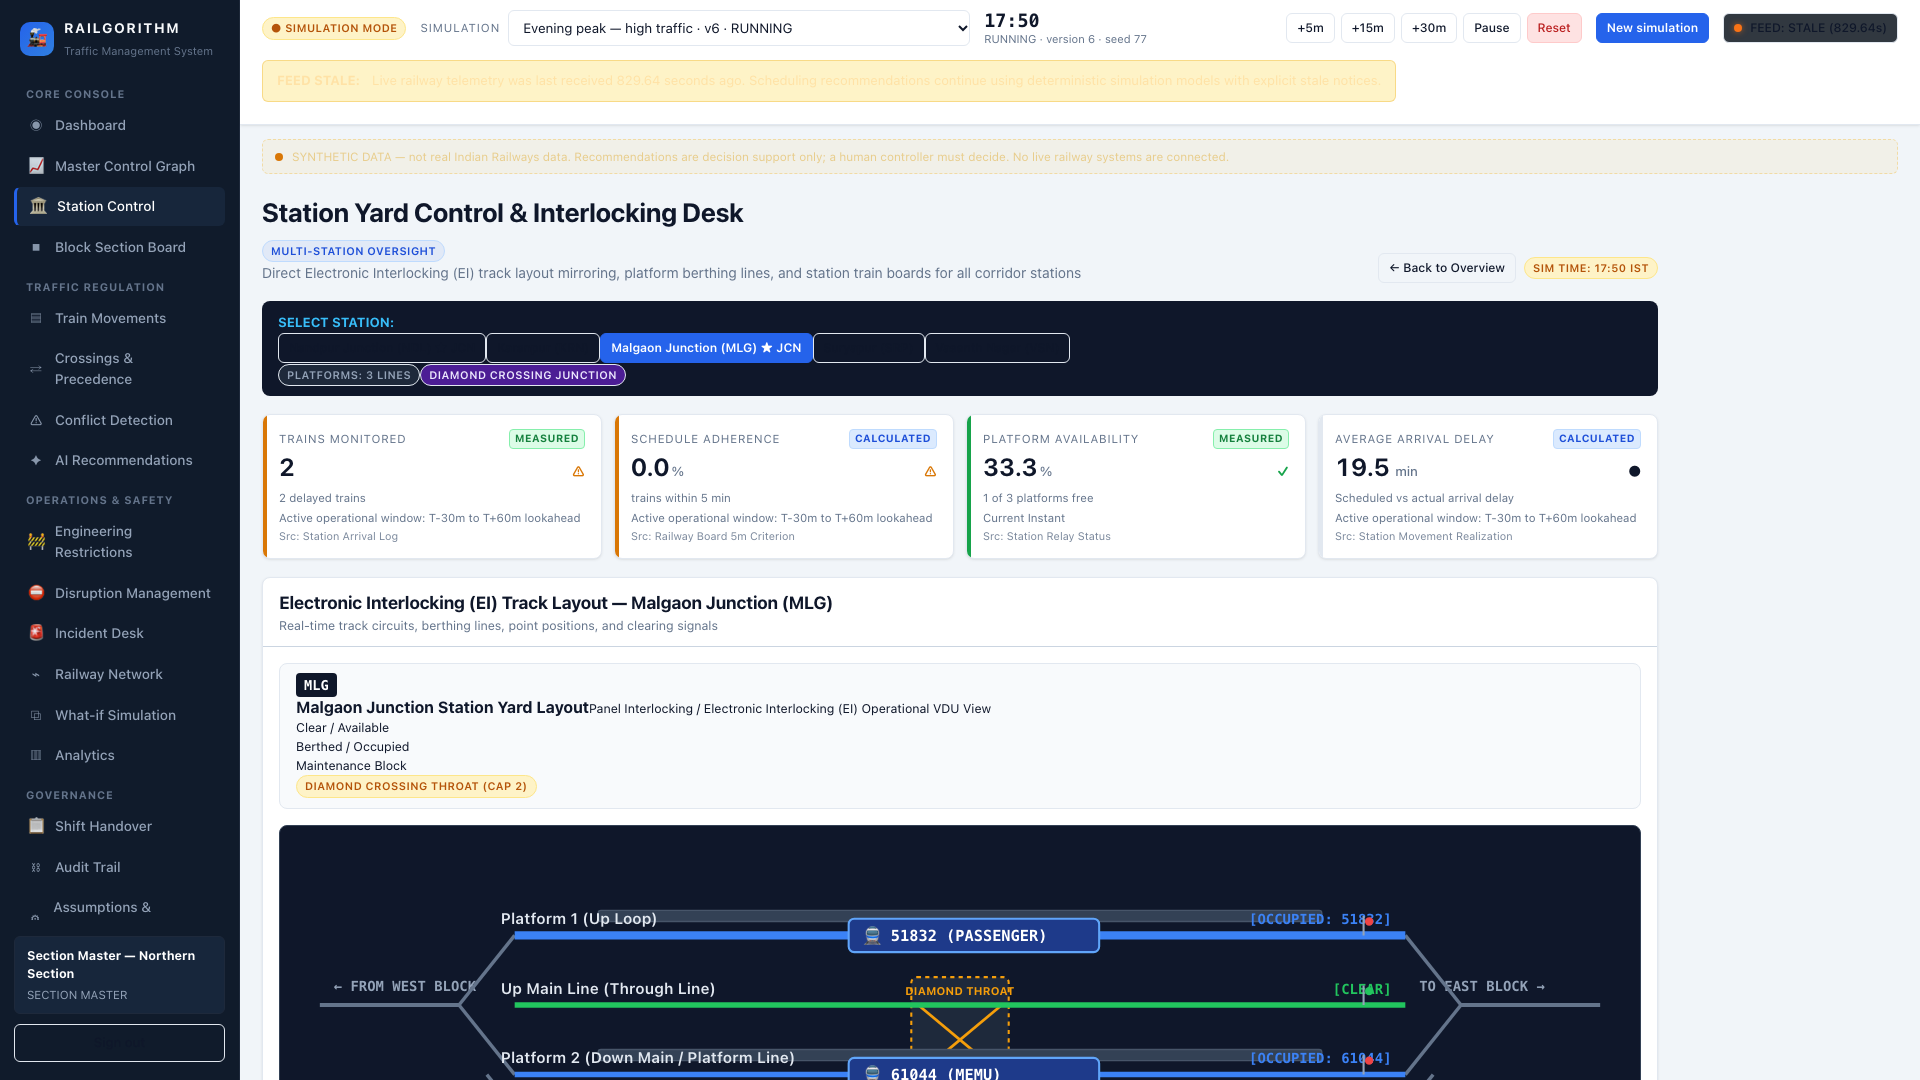 RAILGORITHM
Traffic Management System
CORE CONSOLE
Dashboard
Master Control Graph
Station Control
Block Section Board
TRAFFIC REGULATION
Train Movements
Crossings &
Precedence
Conflict Detection
AI Recommendations
OPERATIONS & SAFETY
Engineering
Restrictions
Disruption Management
Incident Desk
Railway Network
What-if Simulation
Analytics
GOVERNANCE
Shift Handover
Audit Trail
Assumptions &
Section Master — Northern
Section
SECTION MASTER
SIMULATION MODE
SIMULATION
Evening peak — high traffic · v6 · RUNNING
17:50
RUNNING · version 6 · seed 77
+5m
+15m
+30m
Pause
Reset
New simulation
FEED: STALE (829.64s)
FEED STALE: Live railway telemetry was last received 829.64 seconds ago. Scheduling recommendations continue using deterministic simulation models with explicit stale notices.
SYNTHETIC DATA — not real Indian Railways data. Recommendations are decision support only; a human controller must decide. No live railway systems are connected.
Station Yard Control & Interlocking Desk
MULTI-STATION OVERSIGHT
Direct Electronic Interlocking (EI) track layout mirroring, platform berthing lines, and station train boards for all corridor stations
← Back to Overview
SIM TIME: 17:50 IST
SELECT STATION:
Malgaon Junction (MLG) ★ JCN
PLATFORMS: 3 LINES
DIAMOND CROSSING JUNCTION
TRAINS MONITORED
MEASURED
2
2 delayed trains
Active operational window: T-30m to T+60m lookahead
Src: Station Arrival Log
SCHEDULE ADHERENCE
CALCULATED
0.0 %
trains within 5 min
Active operational window: T-30m to T+60m lookahead
Src: Railway Board 5m Criterion
PLATFORM AVAILABILITY
MEASURED
33.3 %
1 of 3 platforms free
Current Instant
Src: Station Relay Status
AVERAGE ARRIVAL DELAY
CALCULATED
19.5 min
Scheduled vs actual arrival delay
Active operational window: T-30m to T+60m lookahead
Src: Station Movement Realization
Electronic Interlocking (EI) Track Layout — Malgaon Junction (MLG)
Real-time track circuits, berthing lines, point positions, and clearing signals
MLG
Malgaon Junction Station Yard LayoutPanel Interlocking / Electronic Interlocking (EI) Operational VDU View
Clear / Available
Berthed / Occupied
Maintenance Block
DIAMOND CROSSING THROAT (CAP 2)
Platform 1 (Up Loop)
[OCCUPIED: 51832]
51832 (PASSENGER)
← FROM WEST BLOCK
Up Main Line (Through Line)
DIAMOND THROAT
[CLEAR]
TO EAST BLOCK →
Platform 2 (Down Main / Platform Line)
[OCCUPIED: 61044]
61044 (MEMU)